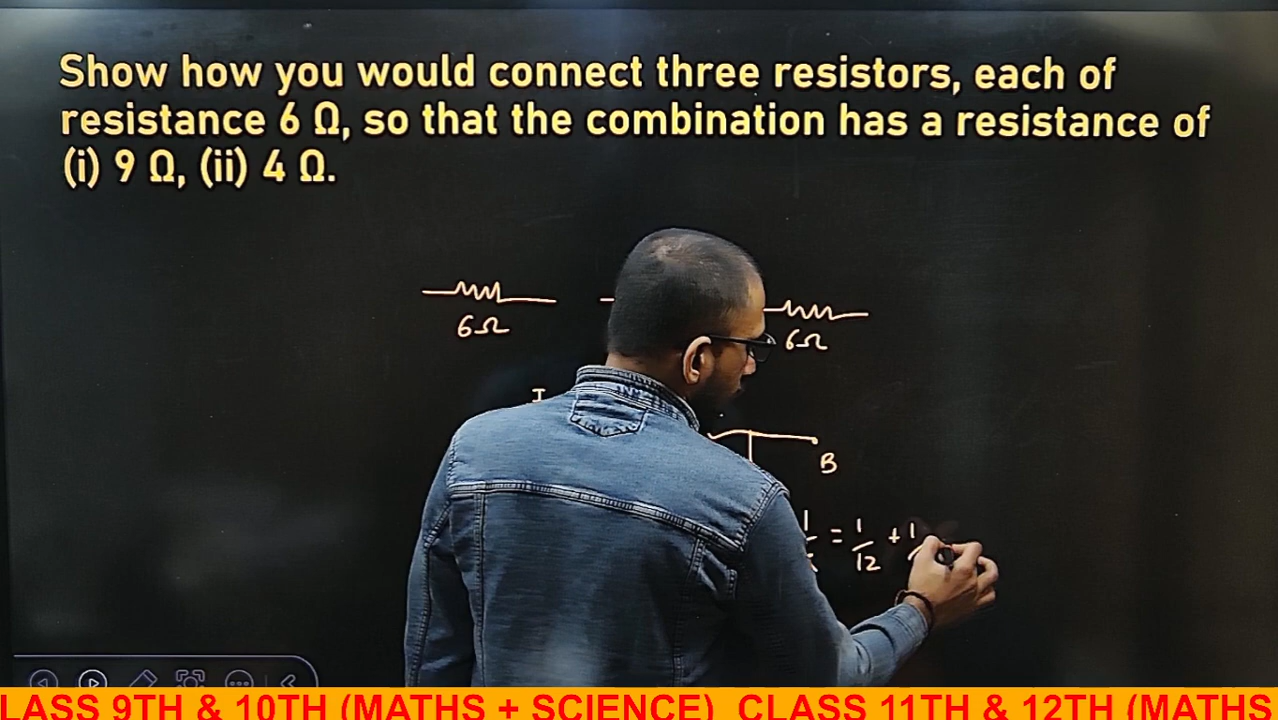 Show how you would connect three resistors, each of
resistance 6 Ω, so that the combination has a resistance of
(i) 9 Ω, (ii) 4 Ω.
6Ω 6Ω
I
B
= 1/12 + 1/
LASS 9TH & 10TH (MATHS + SCIENCE) CLASS 11TH & 12TH (MATHS